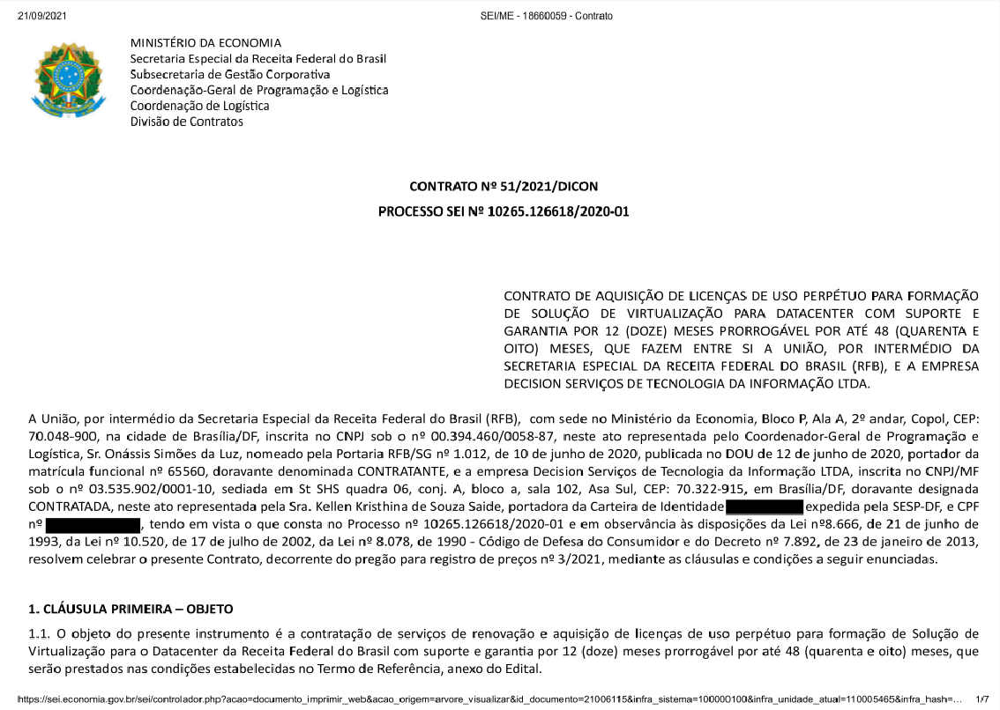 21/09/2021 SEI/ME - 18660059 - Contrato
MINISTÉRIO DA ECONOMIA
Secretaria Especial da Receita Federal do Brasil
Subsecretaria de Gestão Corporativa
Coordenação-Geral de Programação e Logística
Coordenação de Logística
Divisão de Contratos
CONTRATO Nº 51/2021/DICON
PROCESSO SEI Nº 10265.126618/2020-01
CONTRATO DE AQUISIÇÃO DE LICENÇAS DE USO PERPÉTUO PARA FORMAÇÃO
DE SOLUÇÃO DE VIRTUALIZAÇÃO PARA DATACENTER COM SUPORTE E
GARANTIA POR 12 (DOZE) MESES PRORROGÁVEL POR ATÉ 48 (QUARENTA E
OITO) MESES, QUE FAZEM ENTRE SI A UNIÃO, POR INTERMÉDIO DA
SECRETARIA ESPECIAL DA RECEITA FEDERAL DO BRASIL (RFB), E A EMPRESA
DECISION SERVIÇOS DE TECNOLOGIA DA INFORMAÇÃO LTDA.
A União, por intermédio da Secretaria Especial da Receita Federal do Brasil (RFB), com sede no Ministério da Economia, Bloco P, Ala A, 2º andar, Copol, CEP:
70.048-900, na cidade de Brasília/DF, inscrita no CNPJ sob o nº 00.394.460/0058-87, neste ato representada pelo Coordenador-Geral de Programação e
Logística, Sr. Onássis Simões da Luz, nomeado pela Portaria RFB/SG nº 1.012, de 10 de junho de 2020, publicada no DOU de 12 de junho de 2020, portador da
matrícula funcional nº 65560, doravante denominada CONTRATANTE, e a empresa Decision Serviços de Tecnologia da Informação LTDA, inscrita no CNPJ/MF
sob o nº 03.535.902/0001-10, sediada em St SHS quadra 06, conj. A, bloco a, sala 102, Asa Sul, CEP: 70.322-915, em Brasília/DF, doravante designada
CONTRATADA, neste ato representada pela Sra. Kellen Kristhina de Souza Saide, portadora da Carteira de Identidade expedida pela SESP-DF, e CPF
nº , tendo em vista o que consta no Processo nº 10265.126618/2020-01 e em observância às disposições da Lei nº8.666, de 21 de junho de
1993, da Lei nº 10.520, de 17 de julho de 2002, da Lei nº 8.078, de 1990 - Código de Defesa do Consumidor e do Decreto nº 7.892, de 23 de janeiro de 2013,
resolvem celebrar o presente Contrato, decorrente do pregão para registro de preços nº 3/2021, mediante as cláusulas e condições a seguir enunciadas.
1. CLÁUSULA PRIMEIRA – OBJETO
1.1. O objeto do presente instrumento é a contratação de serviços de renovação e aquisição de licenças de uso perpétuo para formação de Solução de
Virtualização para o Datacenter da Receita Federal do Brasil com suporte e garantia por 12 (doze) meses prorrogável por até 48 (quarenta e oito) meses, que
serão prestados nas condições estabelecidas no Termo de Referência, anexo do Edital.
https://sei.economia.gov.br/sei/controlador.php?acao=documento_imprimir_web&acao_origem=arvore_visualizar&id_documento=21006115&infra_sistema=100000100&infra_unidade_atual=110005465&infra_hash=... 1/7